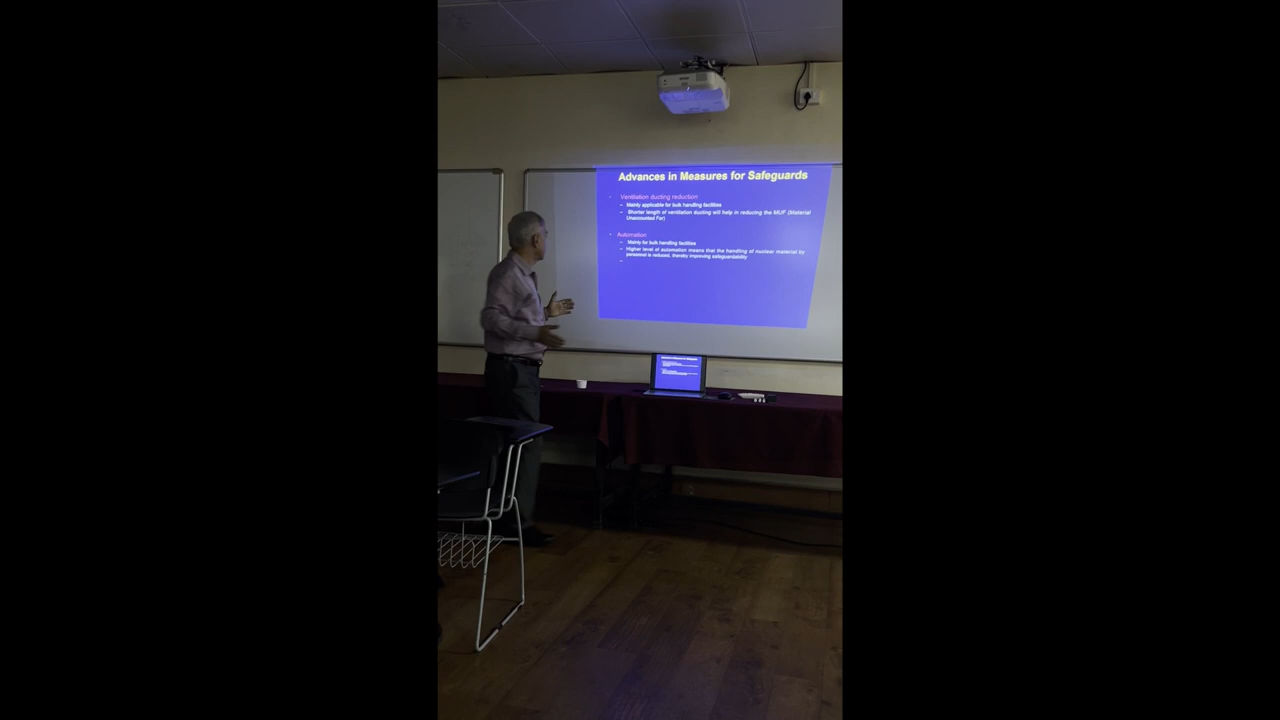 Advances in Measures for Safeguards
• Ventilation ducting reduction
– Mainly applicable for bulk handling facilities
– Shorter length of ventilation ducting will help in reducing the MUF (Material
Unaccounted For)
• Automation
– Mainly for bulk handling facilities
– Higher level of automation means that the handling of nuclear material by
personnel is reduced, thereby improving safeguardability
–